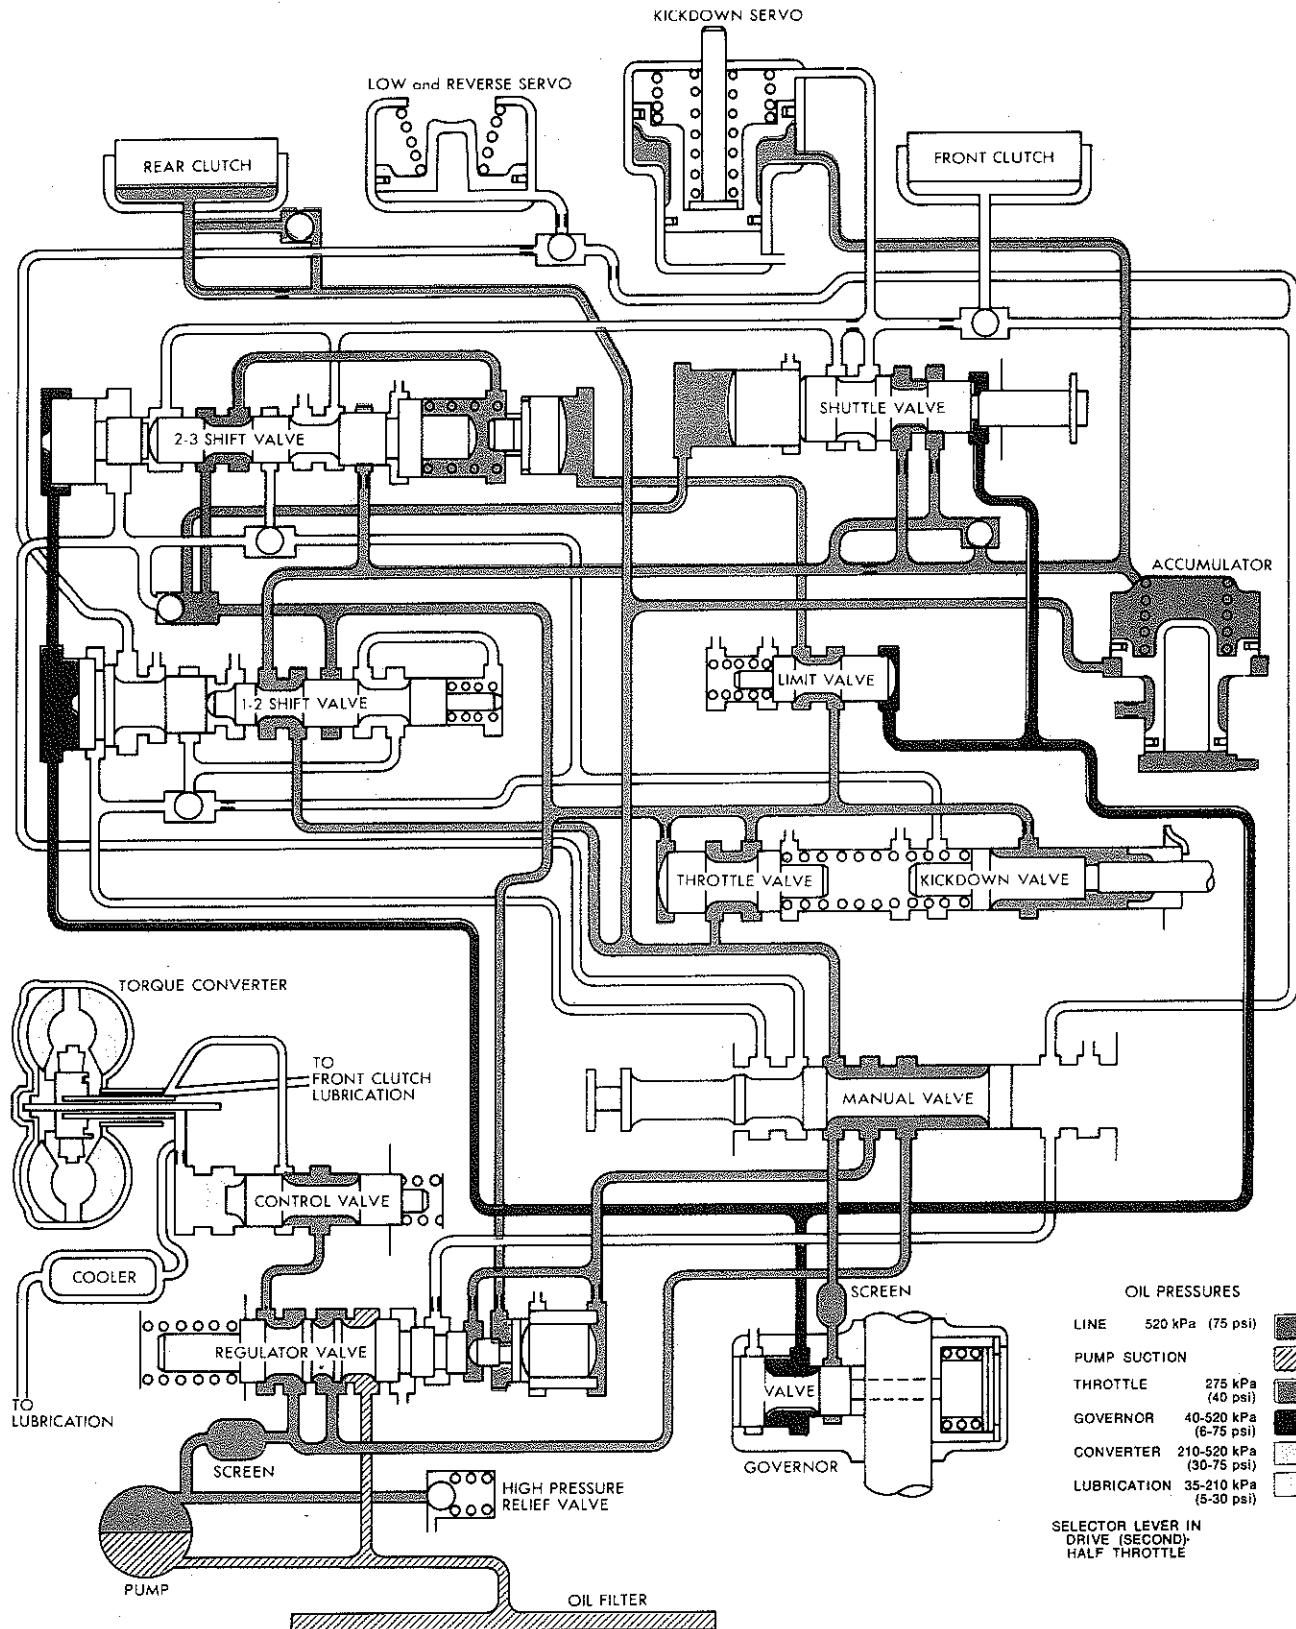 KICKDOWN SERVO
LOW and REVERSE SERVO
REAR CLUTCH
FRONT CLUTCH
SHUTTLE VALVE
2-3 SHIFT VALVE
ACCUMULATOR
LIMIT VALVE
1-2 SHIFT VALVE
THROTTLE VALVE
KICKDOWN VALVE
TORQUE CONVERTER
TO
FRONT CLUTCH
LUBRICATION
MANUAL VALVE
CONTROL VALVE
COOLER
SCREEN
REGULATOR VALVE
TO
LUBRICATION
VALVE
GOVERNOR
SCREEN
HIGH PRESSURE
RELIEF VALVE
PUMP
OIL FILTER
OIL PRESSURES
LINE 520 kPa (75 psi)
PUMP SUCTION
THROTTLE 275 kPa
(40 psi)
GOVERNOR 40-520 kPa
(6-75 psi)
CONVERTER 210-520 kPa
(30-75 psi)
LUBRICATION 35-210 kPa
(5-30 psi)
SELECTOR LEVER IN
DRIVE (SECOND)-
HALF THROTTLE